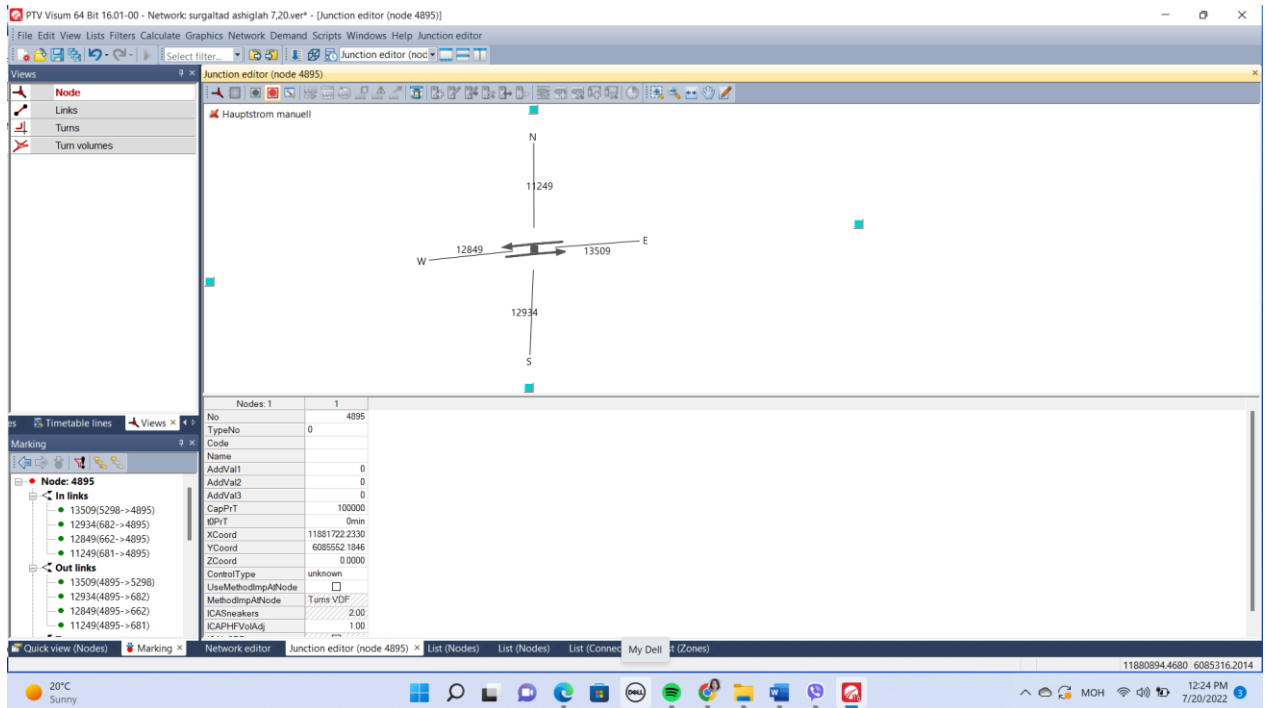 PTV Visum 64 Bit 16.01-00 - Network: surgaltad ashiglah 7,20.ver* - [Junction editor (node 4895)]
File Edit View Lists Filters Calculate Graphics Network Demand Scripts Windows Help Junction editor
Select filter... Junction editor (nod
Views
Junction editor (node 4895)
Node
Links
Turns
Turn volumes
Hauptstrom manuell
N
11249
E
12849
13509
W
12934
S
es Timetable lines Views
Marking
Node: 4895
In links
13509(5298->4895)
12934(682->4895)
12849(662->4895)
11249(681->4895)
Out links
13509(4895->5298)
12934(4895->682)
12849(4895->662)
11249(4895->681)
Nodes: 1 1
No 4895
TypeNo 0
Code
Name
AddVal1 0
AddVal2 0
AddVal3 0
CapPrT 100000
t0PrT 0min
XCoord 11881722.2330
YCoord 6085552.1846
ZCoord 0.0000
ControlType unknown
UseMethodImpAtNode
MethodImpAtNode Turns VDF
ICASneakers 2.00
ICAPHFVolAdj 1.00
Quick view (Nodes) Marking Network editor Junction editor (node 4895) List (Nodes) List (Nodes) List (Connec My Dell t (Zones)
11880894.4680 6085316.2014
20°C
Sunny
DELL
МОН
12:24 PM
7/20/2022
3